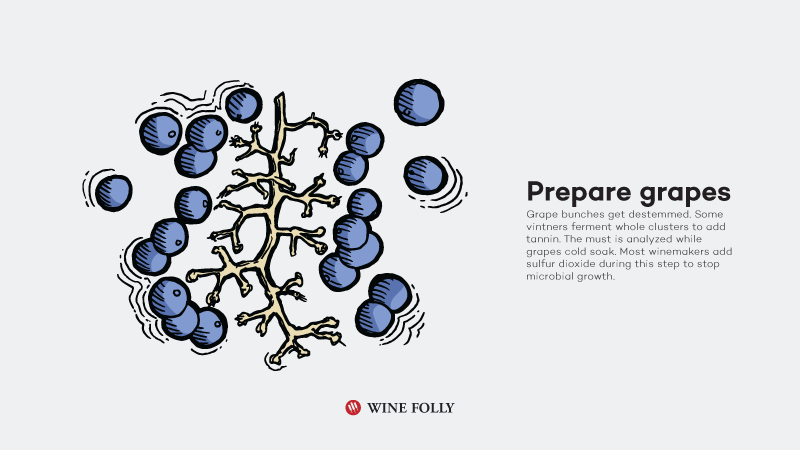 Prepare grapes
Grape bunches get destemmed. Some
vintners ferment whole clusters to add
tannin. The must is analyzed while
grapes cold soak. Most winemakers add
sulfur dioxide during this step to stop
microbial growth.
WINE FOLLY